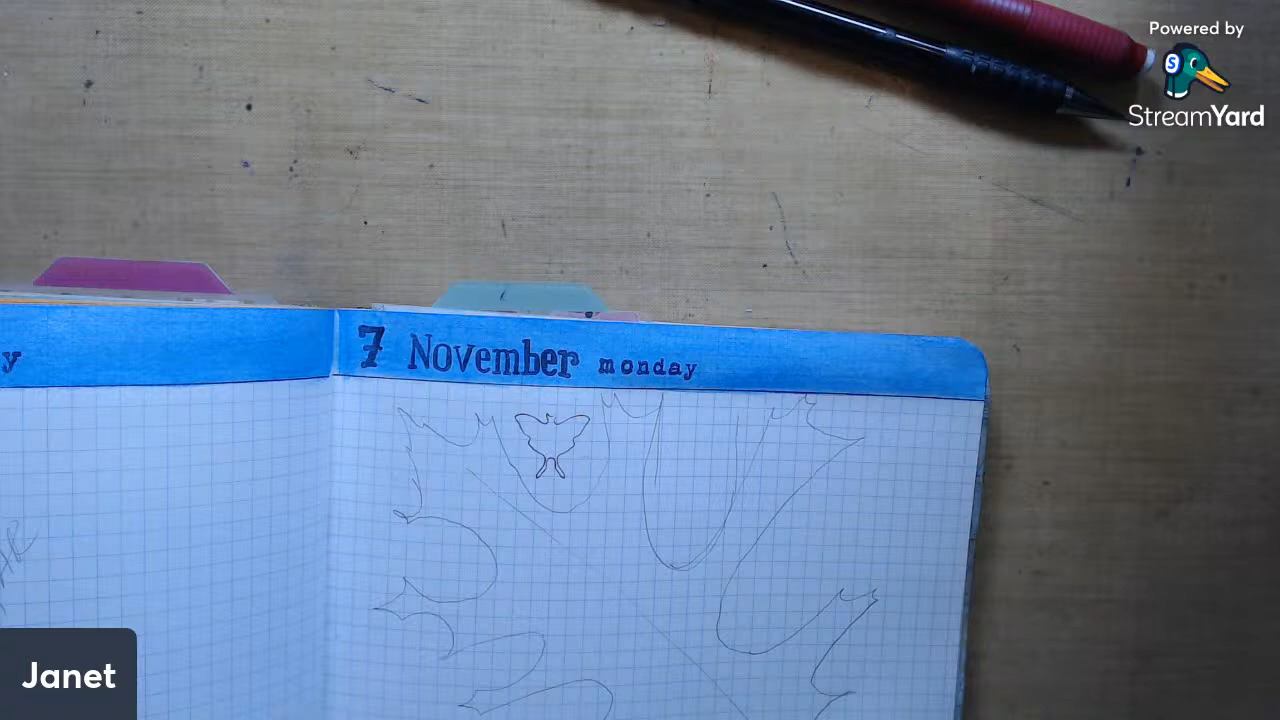 Powered by
S
StreamYard
y
7 November monday
Janet